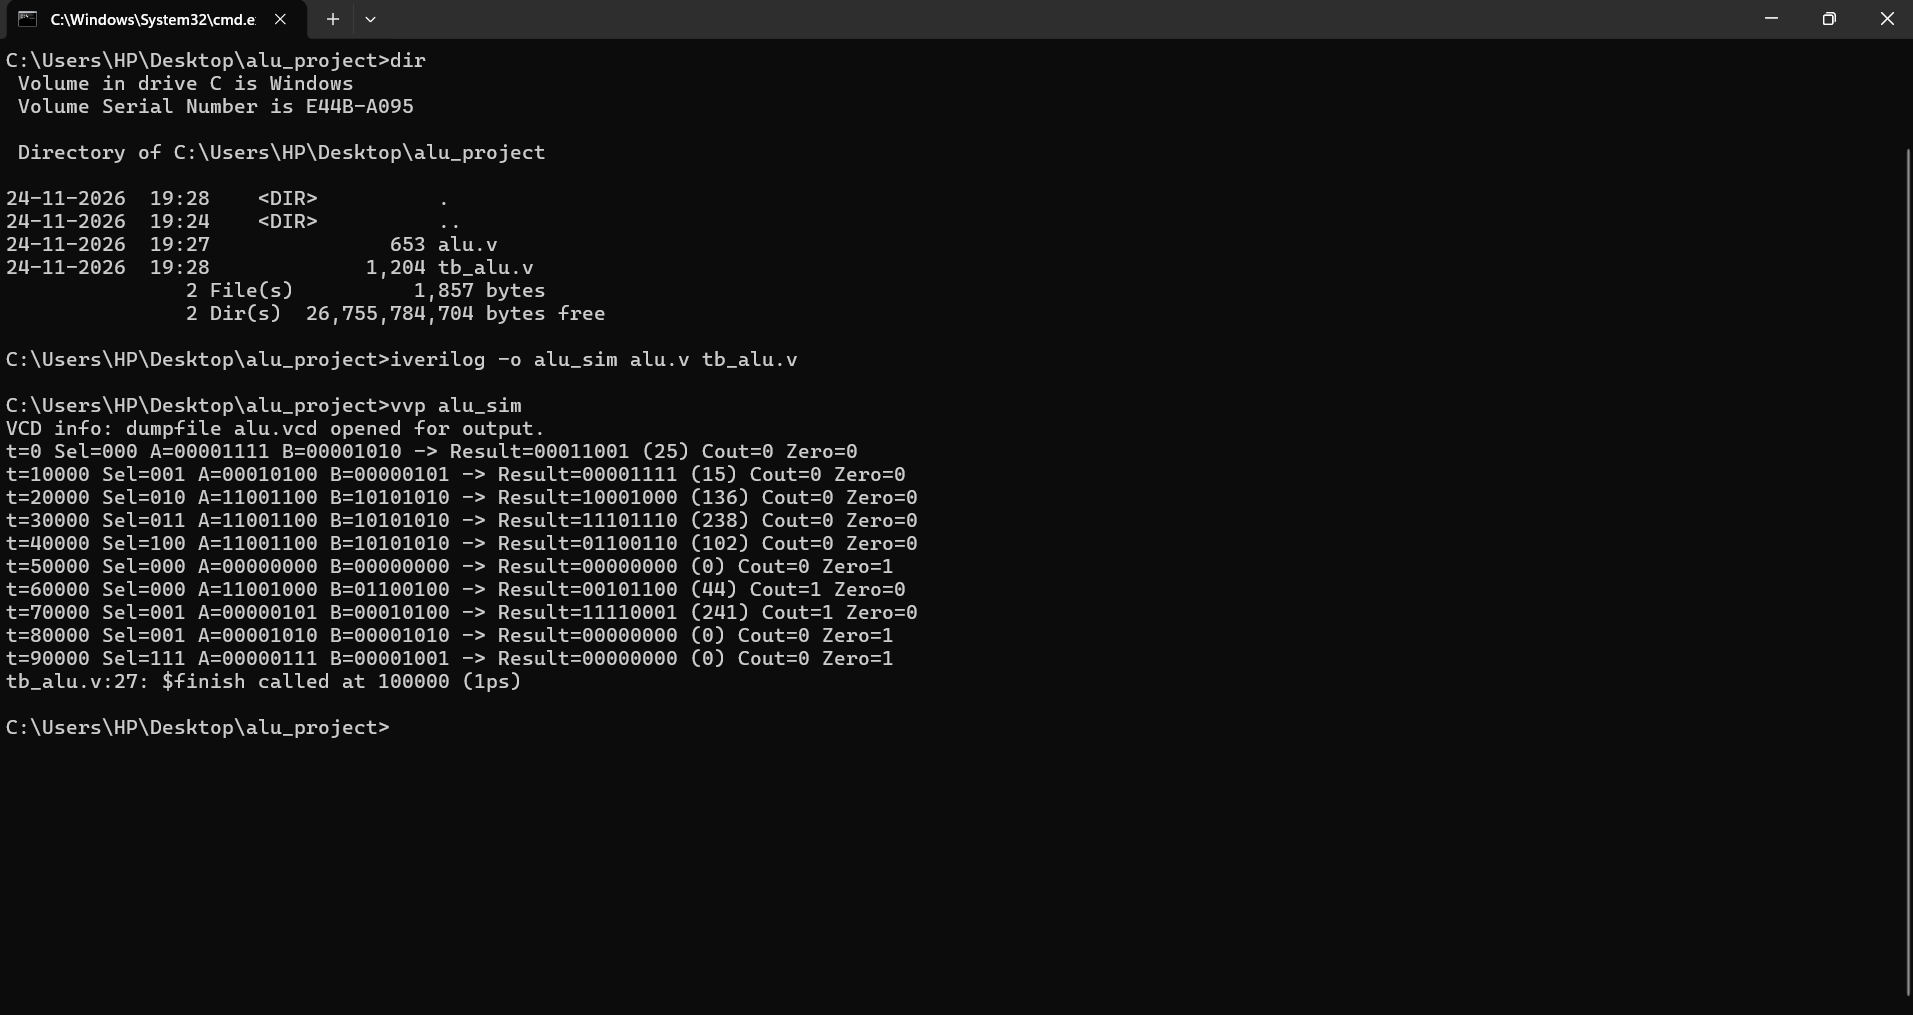 C:\Windows\System32\cmd.e
C:\Users\HP\Desktop\alu_project>dir
 Volume in drive C is Windows
 Volume Serial Number is E44B-A095
 Directory of C:\Users\HP\Desktop\alu_project
24-11-2026  19:28    <DIR>          .
24-11-2026  19:24    <DIR>          ..
24-11-2026  19:27               653 alu.v
24-11-2026  19:28             1,204 tb_alu.v
               2 File(s)          1,857 bytes
               2 Dir(s)  26,755,784,704 bytes free
C:\Users\HP\Desktop\alu_project>iverilog -o alu_sim alu.v tb_alu.v
C:\Users\HP\Desktop\alu_project>vvp alu_sim
VCD info: dumpfile alu.vcd opened for output.
t=0 Sel=000 A=00001111 B=00001010 -> Result=00011001 (25) Cout=0 Zero=0
t=10000 Sel=001 A=00010100 B=00000101 -> Result=00001111 (15) Cout=0 Zero=0
t=20000 Sel=010 A=11001100 B=10101010 -> Result=10001000 (136) Cout=0 Zero=0
t=30000 Sel=011 A=11001100 B=10101010 -> Result=11101110 (238) Cout=0 Zero=0
t=40000 Sel=100 A=11001100 B=10101010 -> Result=01100110 (102) Cout=0 Zero=0
t=50000 Sel=000 A=00000000 B=00000000 -> Result=00000000 (0) Cout=0 Zero=1
t=60000 Sel=000 A=11001000 B=01100100 -> Result=00101100 (44) Cout=1 Zero=0
t=70000 Sel=001 A=00000101 B=00010100 -> Result=11110001 (241) Cout=1 Zero=0
t=80000 Sel=001 A=00001010 B=00001010 -> Result=00000000 (0) Cout=0 Zero=1
t=90000 Sel=111 A=00000111 B=00001001 -> Result=00000000 (0) Cout=0 Zero=1
tb_alu.v:27: $finish called at 100000 (1ps)
C:\Users\HP\Desktop\alu_project>